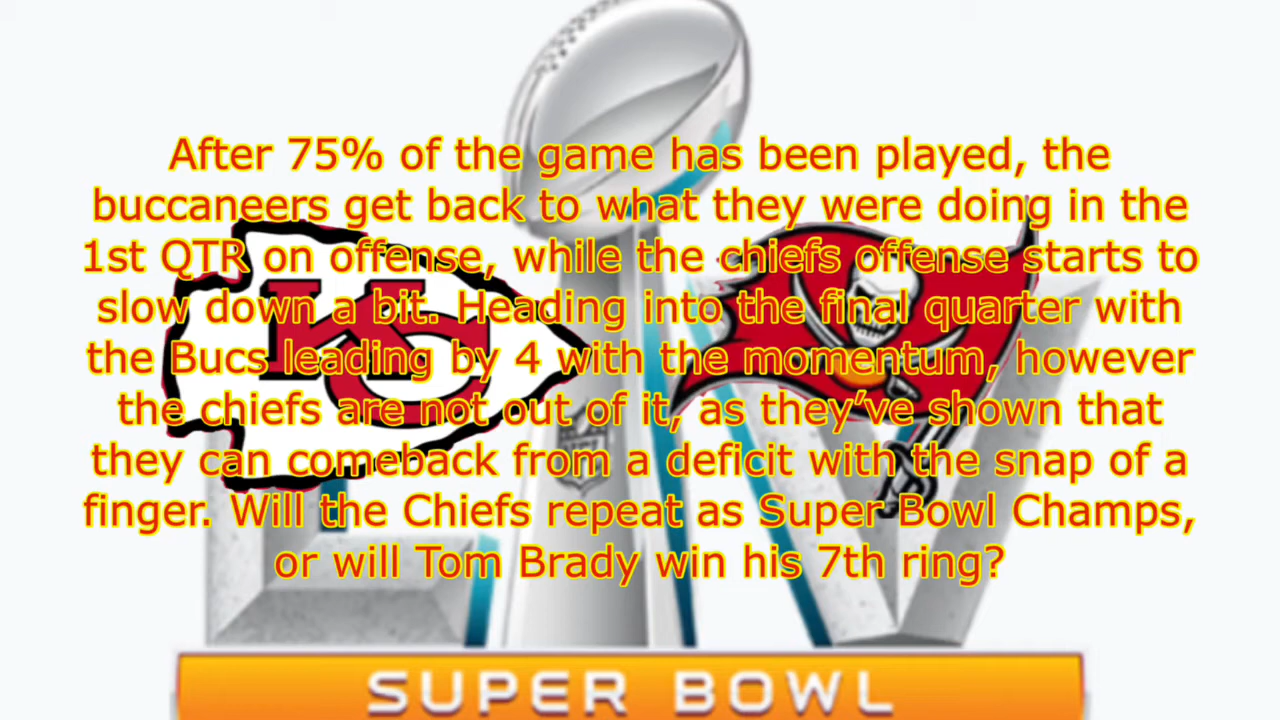 After 75% of the game has been played, the
buccaneers get back to what they were doing in the
1st QTR on offense, while the chiefs offense starts to
slow down a bit. Heading into the final quarter with
the Bucs leading by 4 with the momentum, however
the chiefs are not out of it, as they’ve shown that
they can comeback from a deficit with the snap of a
finger. Will the Chiefs repeat as Super Bowl Champs,
or will Tom Brady win his 7th ring?
KC
NFL
LV
SUPER BOWL